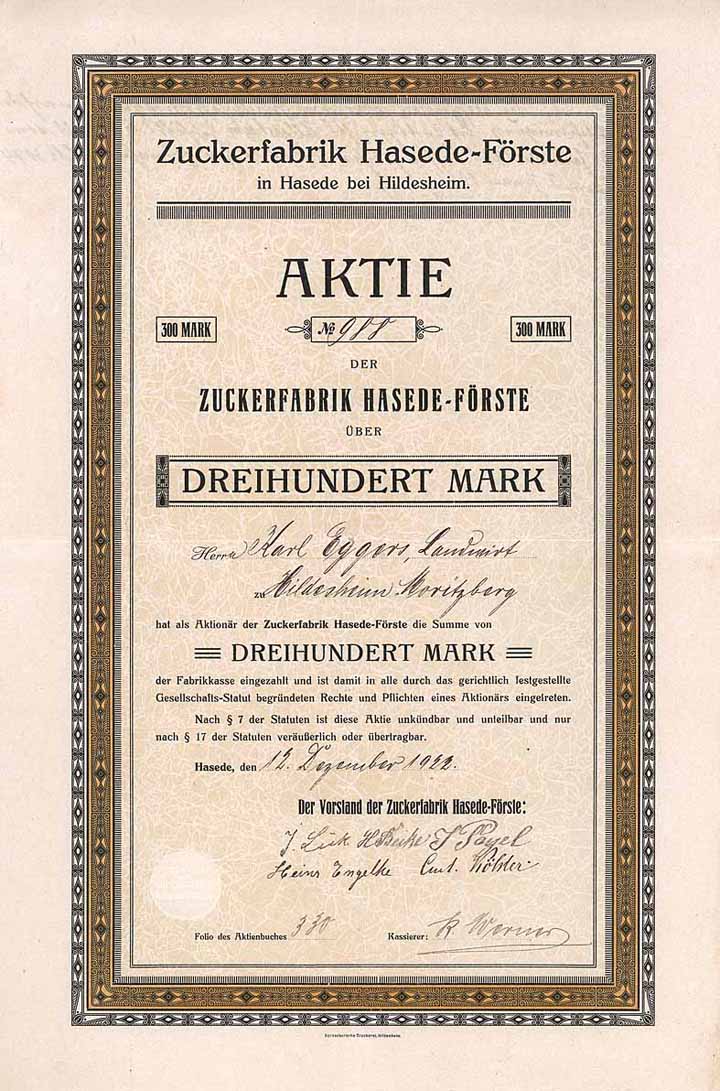 Zuckerfabrik Hasede-Förste
in Hasede bei Hildesheim.
AKTIE
300 MARK № 988 300 MARK
DER
ZUCKERFABRIK HASEDE-FÖRSTE
ÜBER
DREIHUNDERT MARK
Herrn Karl Eggers, Landwirt
zu Hildesheim-Moritzberg
hat als Aktionär der Zuckerfabrik Hasede-Förste die Summe von
DREIHUNDERT MARK
der Fabrikkasse eingezahlt und ist damit in alle durch das gerichtlich festgestellte
Gesellschafts-Statut begründeten Rechte und Pflichten eines Aktionärs eingetreten.
Nach § 7 der Statuten ist diese Aktie unkündbar und unteilbar und nur
nach § 17 der Statuten veräußerlich oder übertragbar.
Hasede, den 12. Dezember 1922.
Der Vorstand der Zuckerfabrik Hasede-Förste:
Heinr Engelke
Folio des Aktienbuches 330 Kassierer: K. Werner